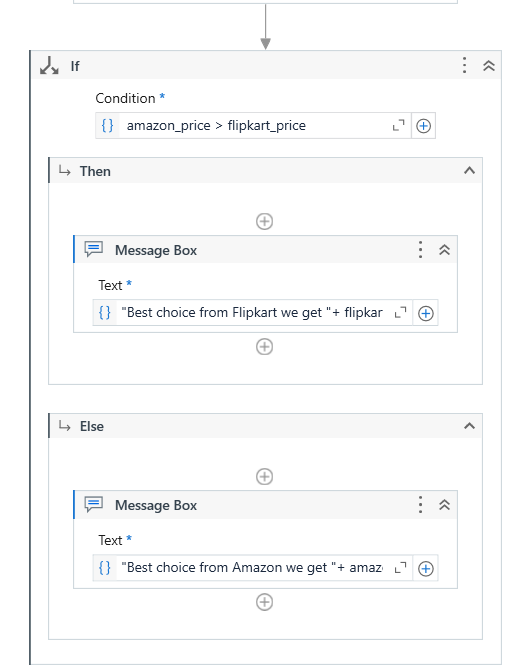 If
Condition *
{} amazon_price > flipkart_price
Then
Message Box
Text *
{} "Best choice from Flipkart we get "+ flipkar
Else
Message Box
Text *
{} "Best choice from Amazon we get "+ amaz